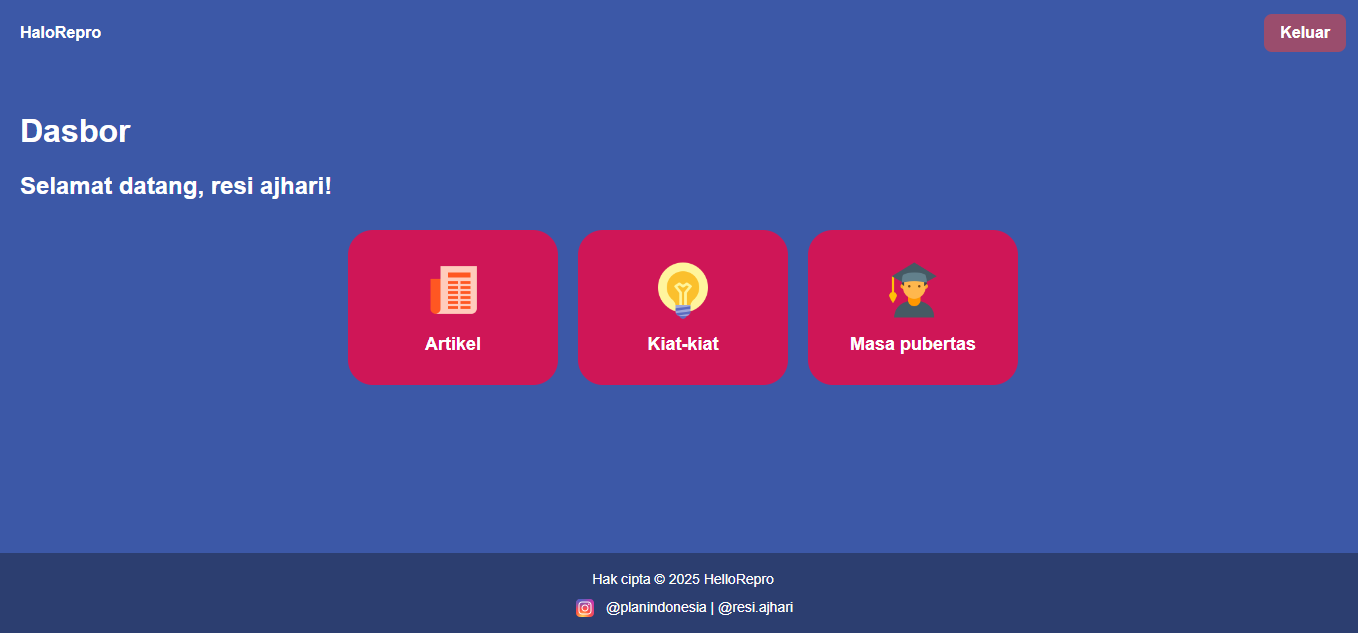 HaloRepro
Keluar
Dasbor
Selamat datang, resi ajhari!
Artikel
Kiat-kiat
Masa pubertas
Hak cipta © 2025 HelloRepro
@planindonesia | @resi.ajhari